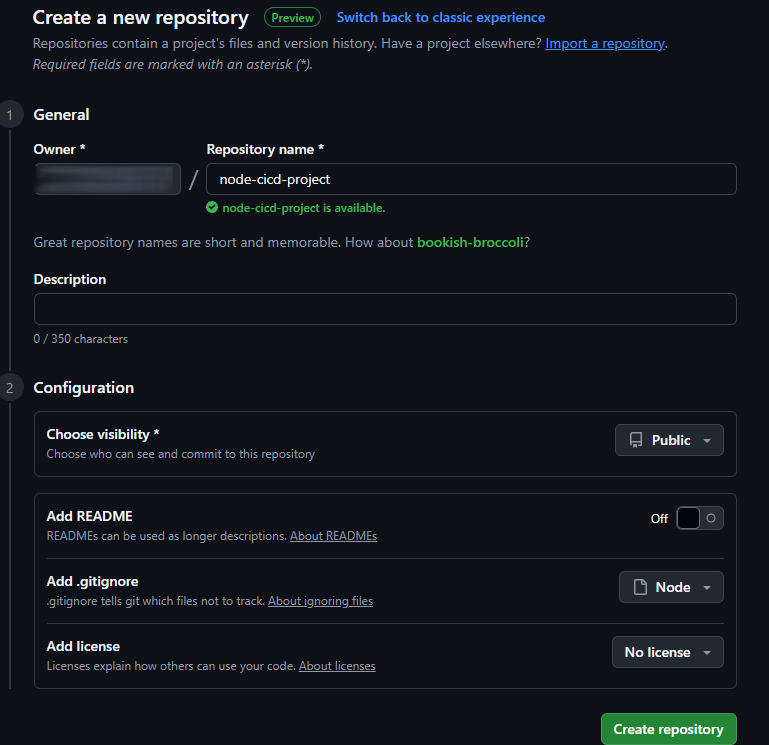 Create a new repository Preview Switch back to classic experience
Repositories contain a project's files and version history. Have a project elsewhere? Import a repository.
Required fields are marked with an asterisk (*).
1 General
Owner * Repository name *
/ node-cicd-project
node-cicd-project is available.
Great repository names are short and memorable. How about bookish-broccoli?
Description
0 / 350 characters
2 Configuration
Choose visibility * Public
Choose who can see and commit to this repository
Add README Off
READMEs can be used as longer descriptions. About READMEs
Add .gitignore Node
.gitignore tells git which files not to track. About ignoring files
Add license No license
Licenses explain how others can use your code. About licenses
Create repository